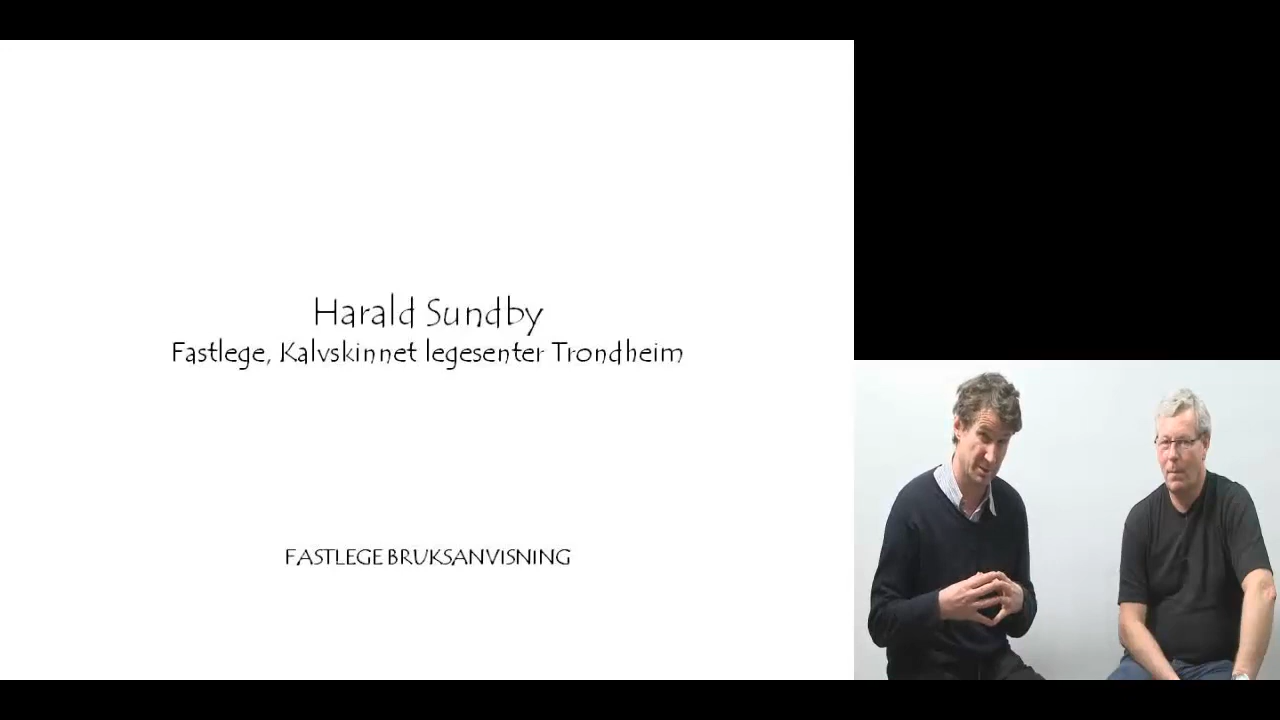 Harald Sundby
Fastlege, Kalvskinnet legesenter Trondheim
FASTLEGE BRUKSANVISNING